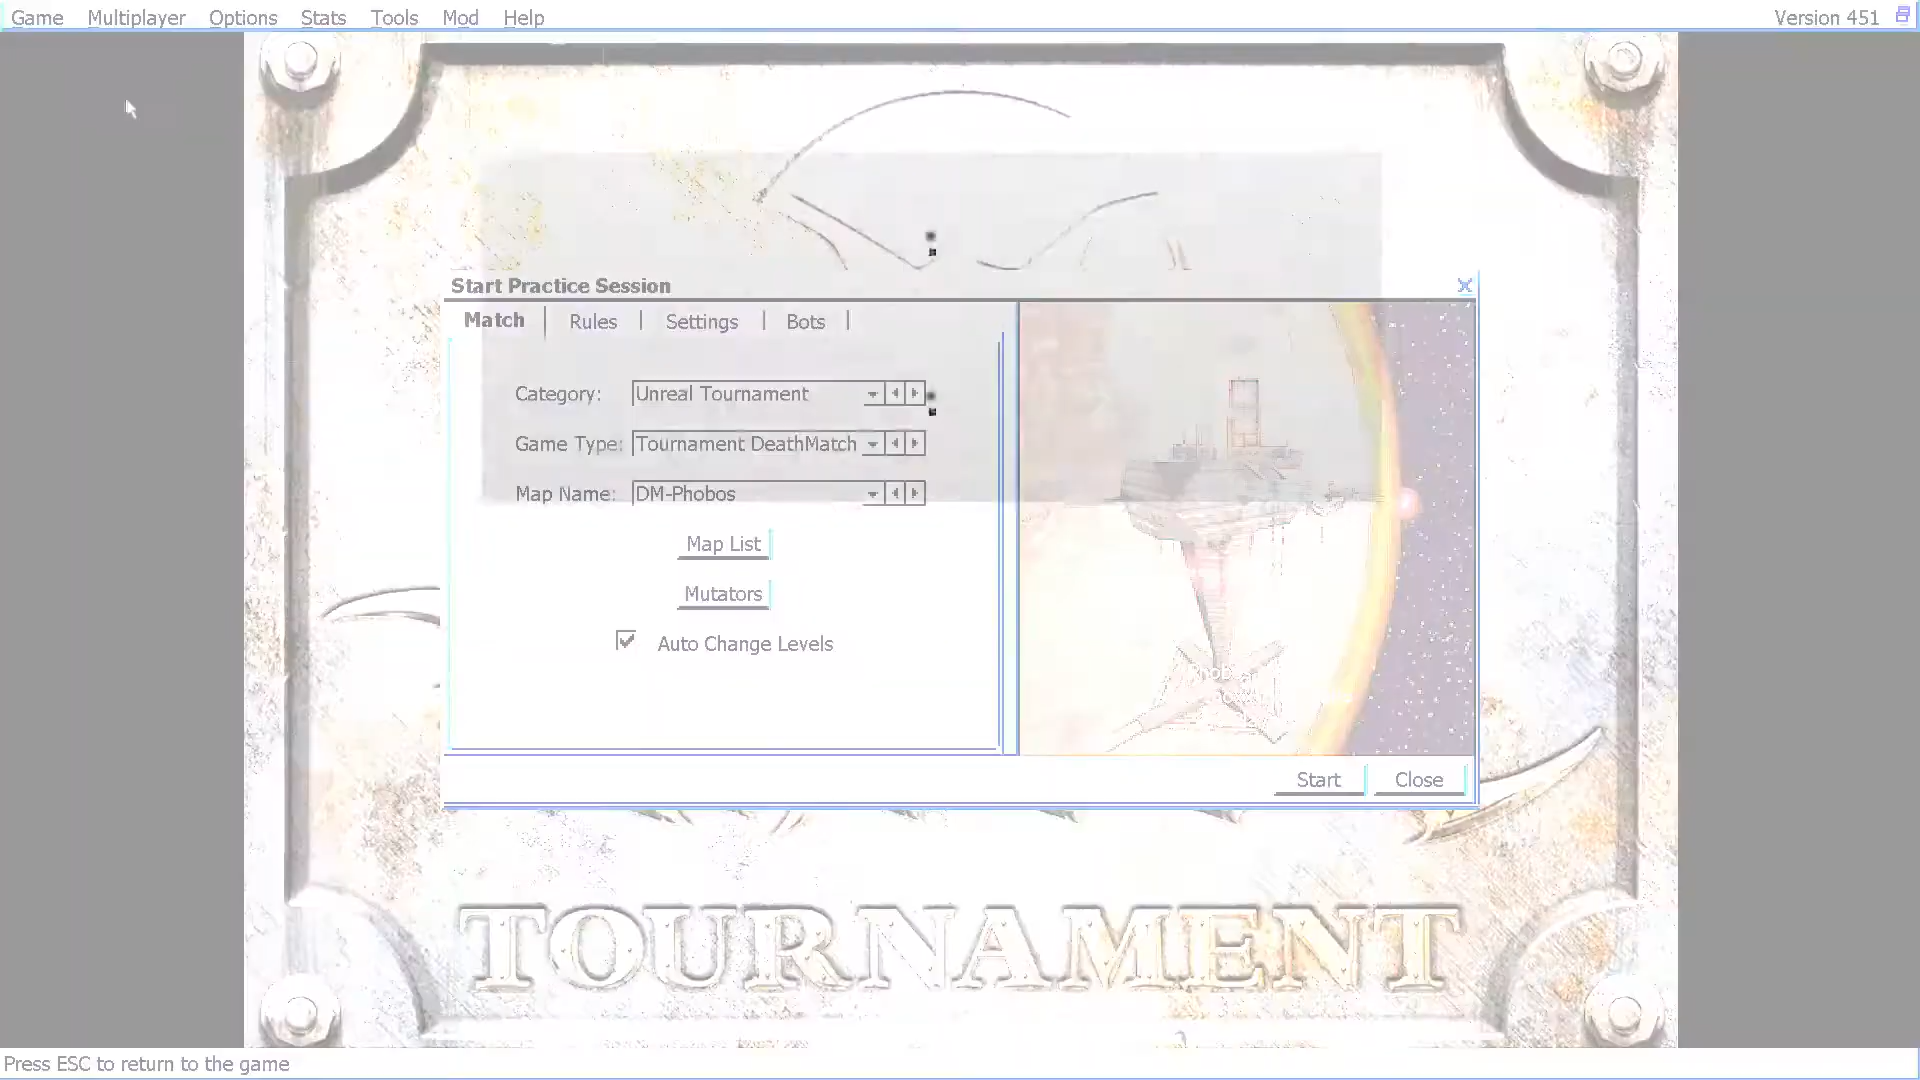 Game Multiplayer Options Stats Tools Mod Help Version 451
Start Practice Session
Match Rules Settings Bots
Category: Unreal Tournament
Game Type: Tournament DeathMatch
Map Name: DM-Phobos
Map List
Mutators
Auto Change Levels
Start Close
TOURNAMENT
Press ESC to return to the game